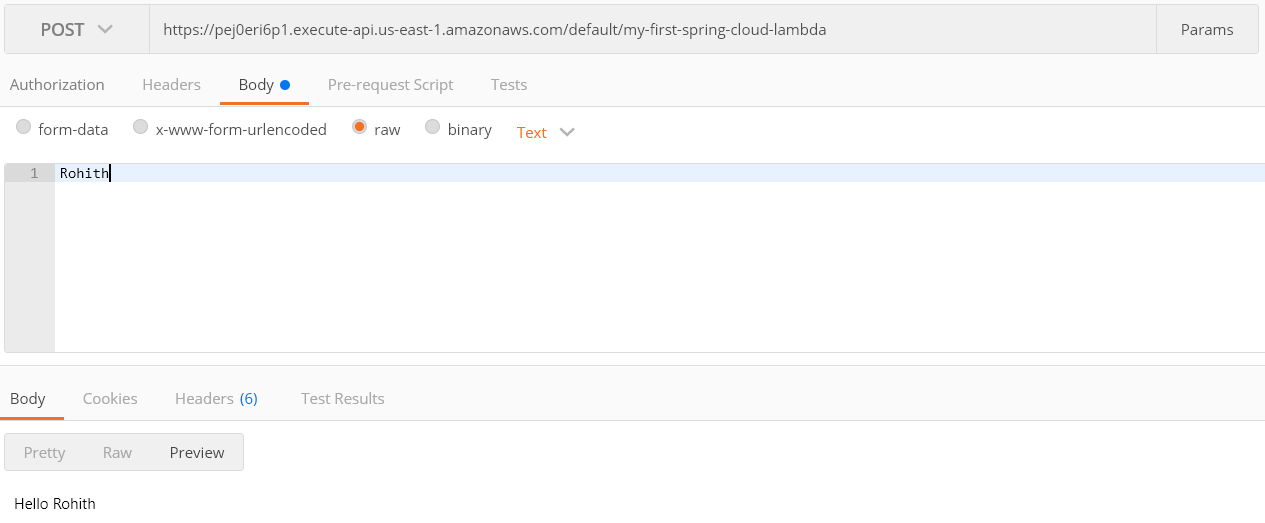 POST https://pej0eri6p1.execute-api.us-east-1.amazonaws.com/default/my-first-spring-cloud-lambda Params
Authorization Headers Body Pre-request Script Tests
form-data x-www-form-urlencoded raw binary Text
1 Rohith
Body Cookies Headers (6) Test Results
Pretty Raw Preview
Hello Rohith